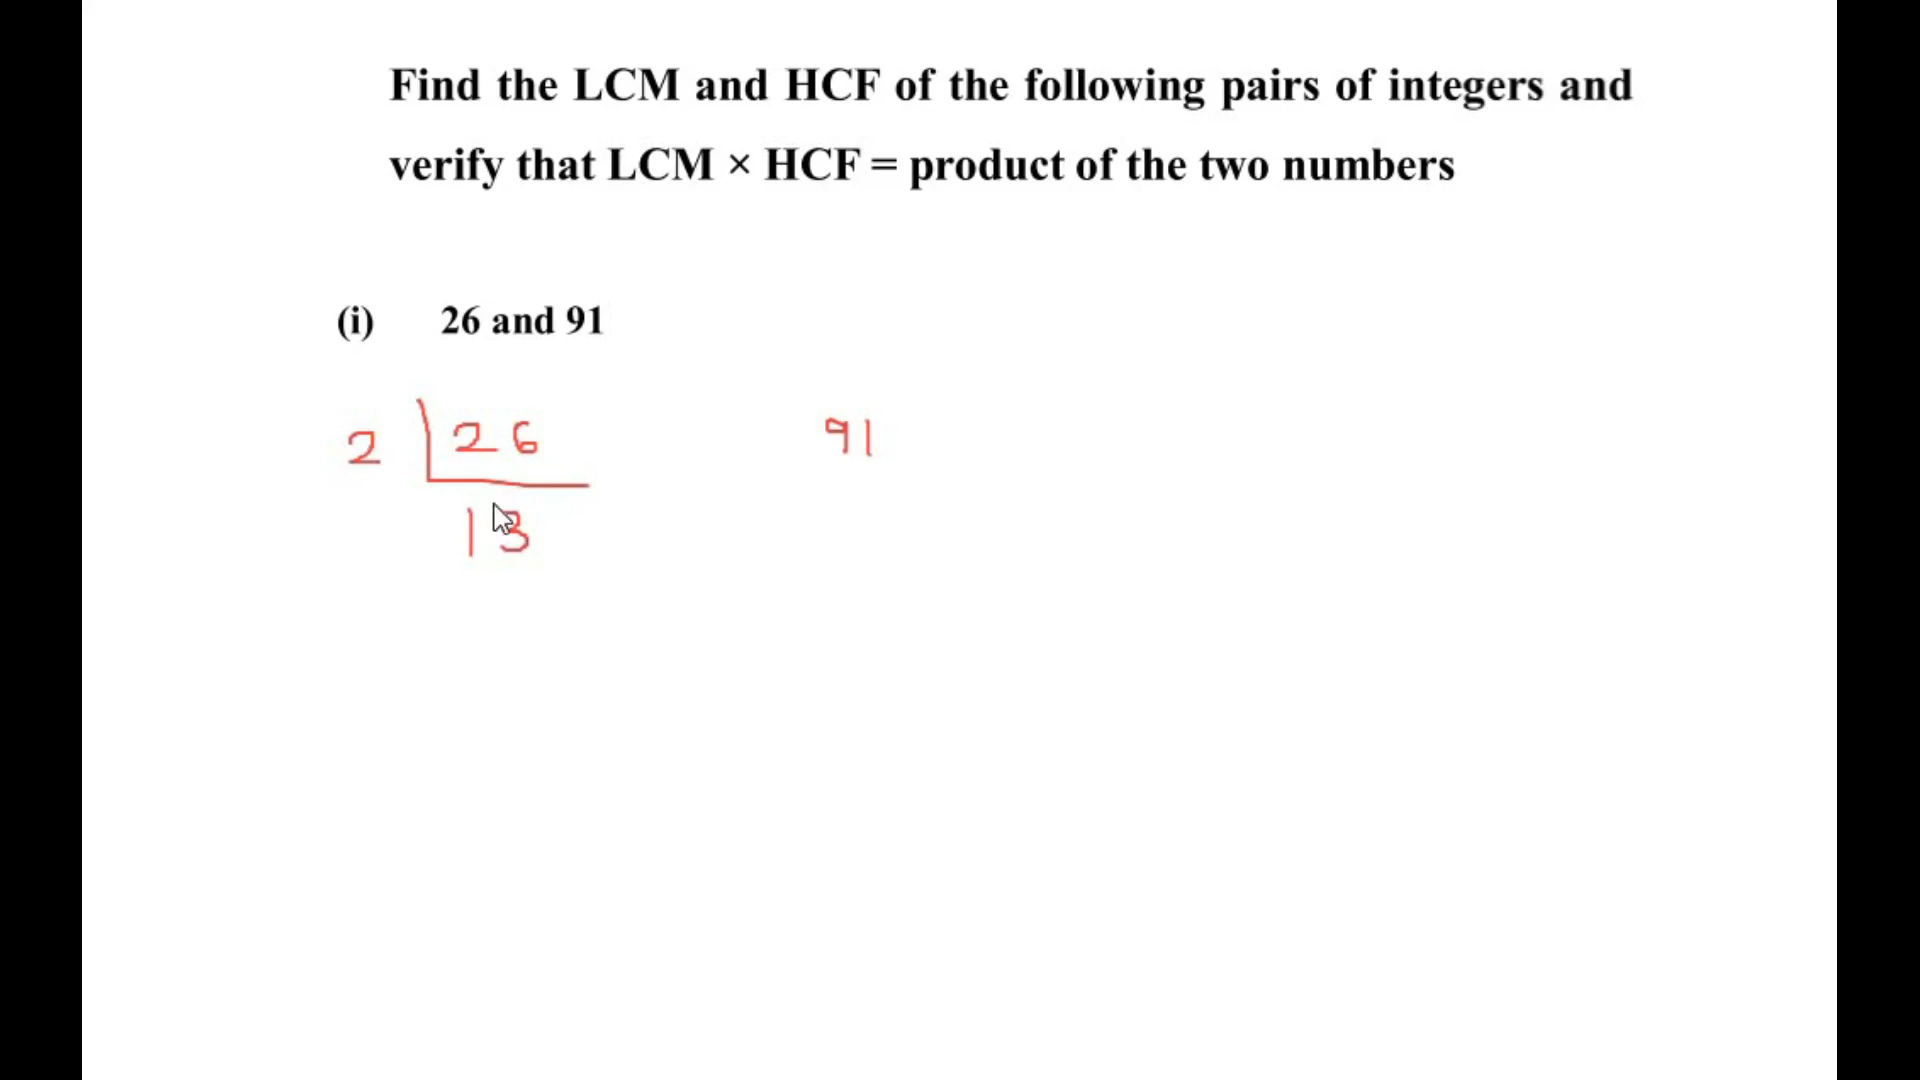 Find the LCM and HCF of the following pairs of integers and
verify that LCM × HCF = product of the two numbers
(i) 26 and 91
2 26 91
13